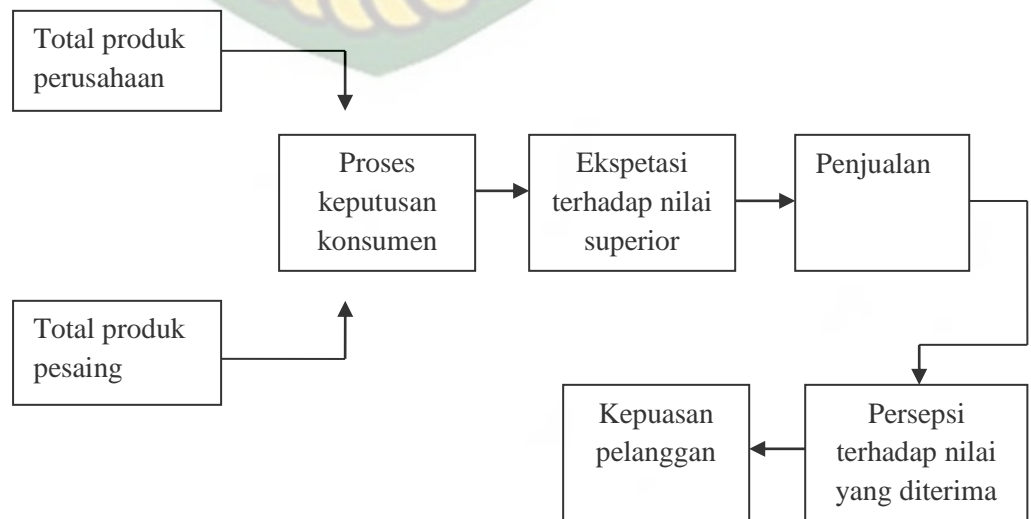 Total produk
perusahaan
Proses
keputusan
konsumen
Ekspetasi
terhadap nilai
superior
Penjualan
Total produk
pesaing
Kepuasan
pelanggan
Persepsi
terhadap nilai
yang diterima